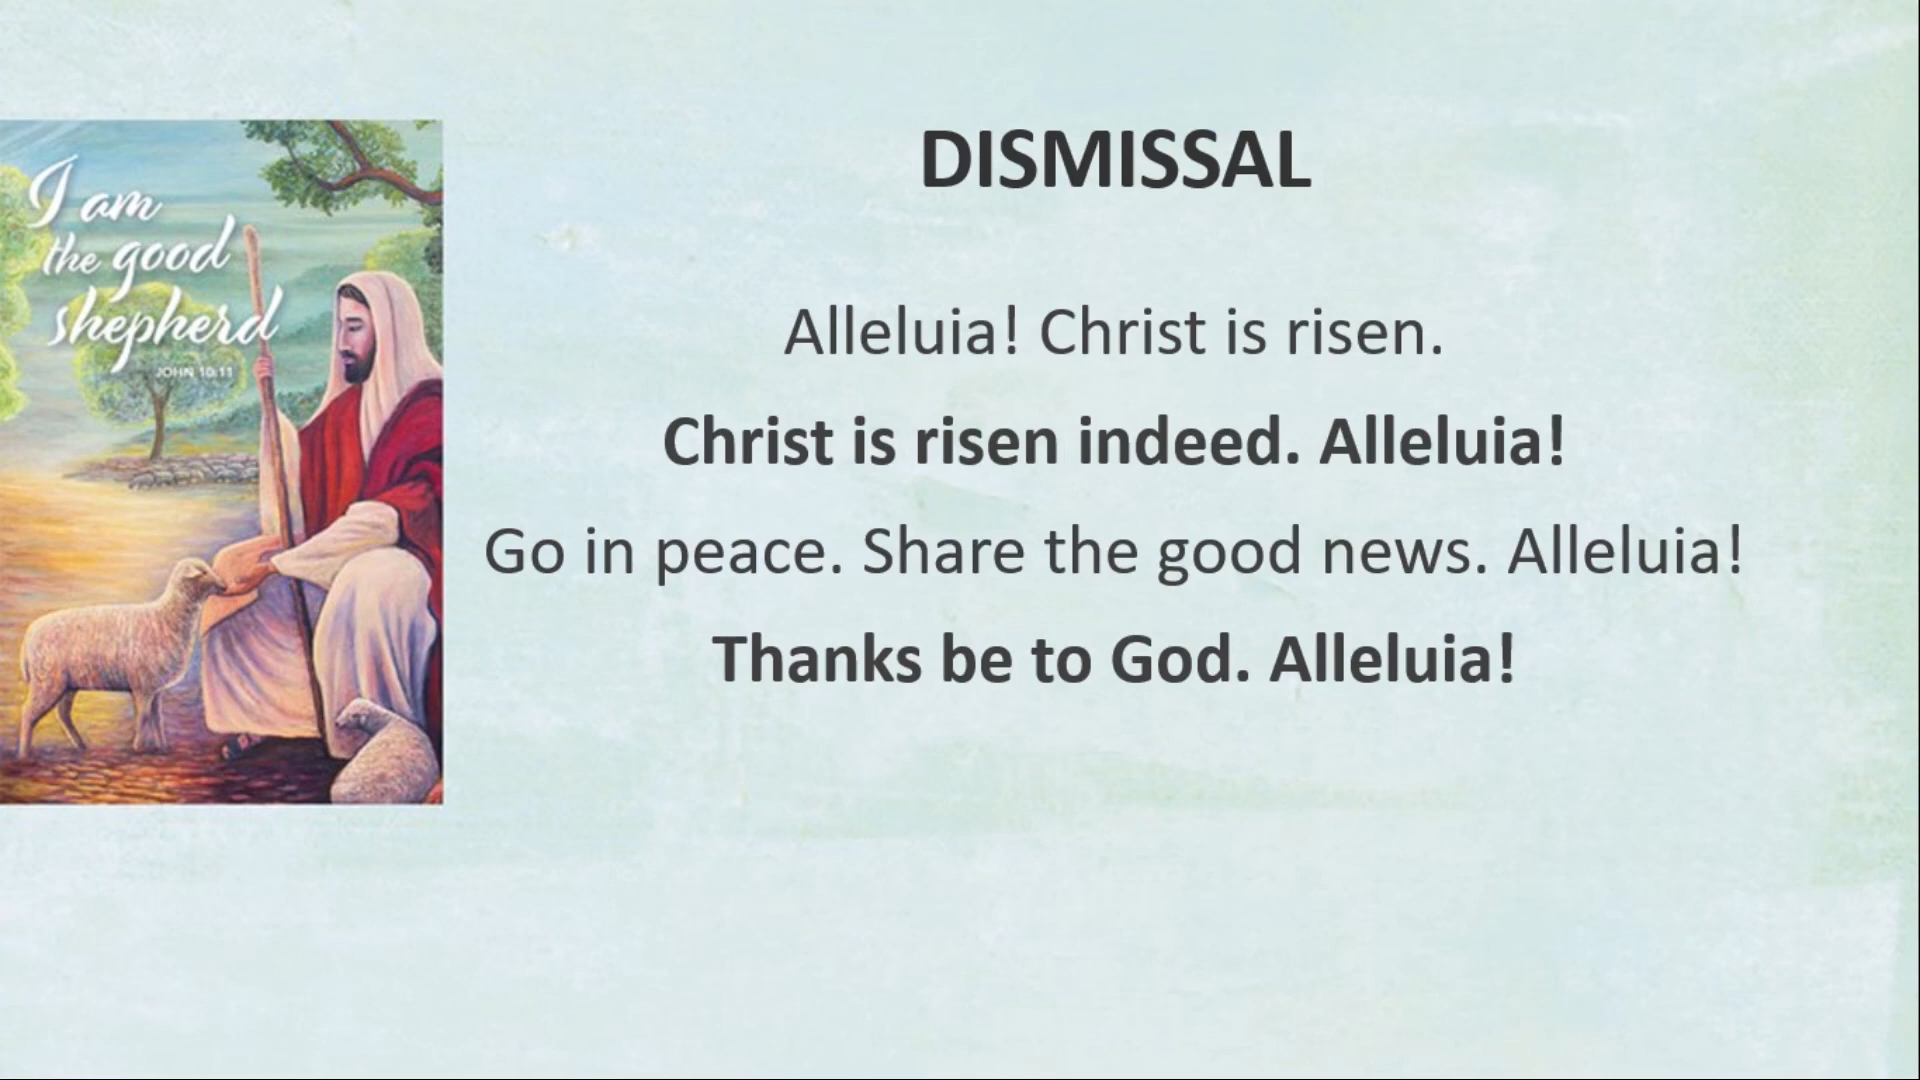 I am
the good
shepherd
JOHN 10:11
DISMISSAL
Alleluia! Christ is risen.
Christ is risen indeed. Alleluia!
Go in peace. Share the good news. Alleluia!
Thanks be to God. Alleluia!